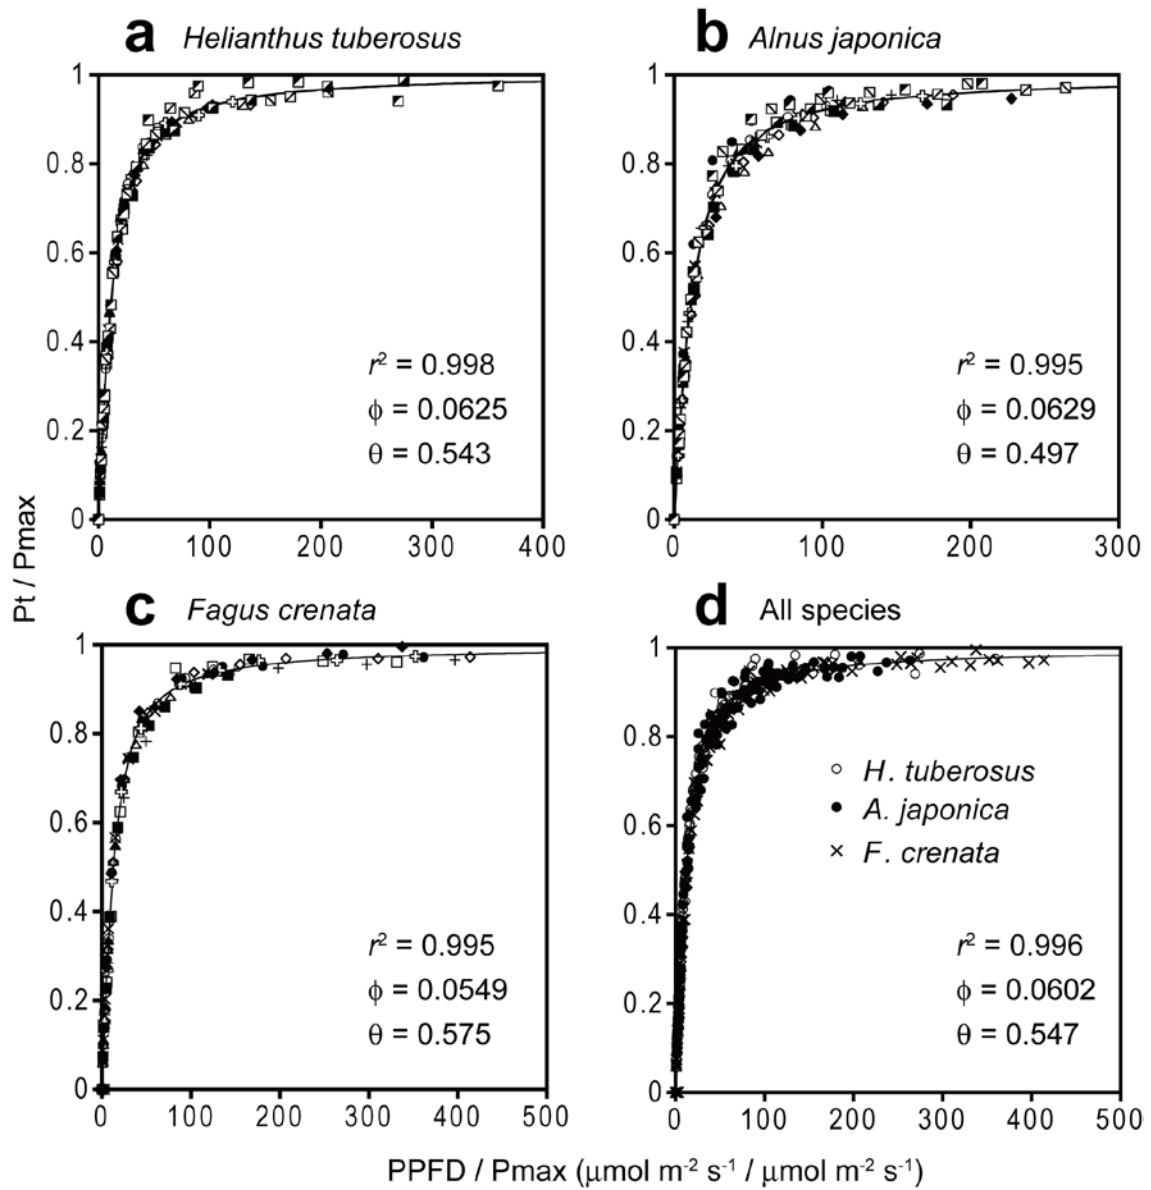 a Helianthus tuberosus
1
0.8
0.6
0.4
0.2
0
0 100 200 300 400
r² = 0.998
ϕ = 0.0625
θ = 0.543
b Alnus japonica
1
0.8
0.6
0.4
0.2
0
0 100 200 300
r² = 0.995
ϕ = 0.0629
θ = 0.497
Pt / Pmax
c Fagus crenata
1
0.8
0.6
0.4
0.2
0
0 100 200 300 400 500
r² = 0.995
ϕ = 0.0549
θ = 0.575
d All species
1
0.8
0.6
0.4
0.2
0
0 100 200 300 400 500
H. tuberosus
A. japonica
F. crenata
r² = 0.996
ϕ = 0.0602
θ = 0.547
PPFD / Pmax (μmol m⁻² s⁻¹ / μmol m⁻² s⁻¹)